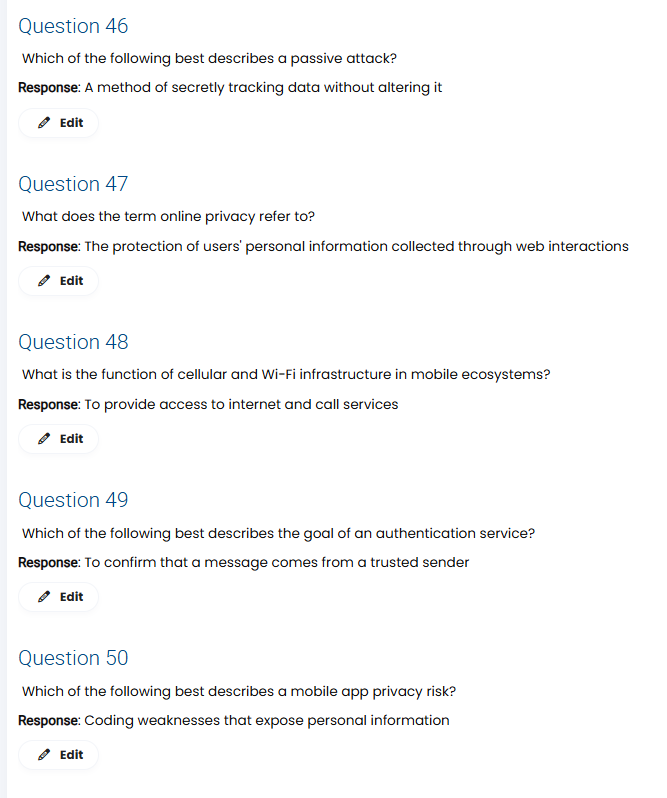 Question 46
Which of the following best describes a passive attack?
Response: A method of secretly tracking data without altering it
Edit
Question 47
What does the term online privacy refer to?
Response: The protection of users' personal information collected through web interactions
Edit
Question 48
What is the function of cellular and Wi-Fi infrastructure in mobile ecosystems?
Response: To provide access to internet and call services
Edit
Question 49
Which of the following best describes the goal of an authentication service?
Response: To confirm that a message comes from a trusted sender
Edit
Question 50
Which of the following best describes a mobile app privacy risk?
Response: Coding weaknesses that expose personal information
Edit